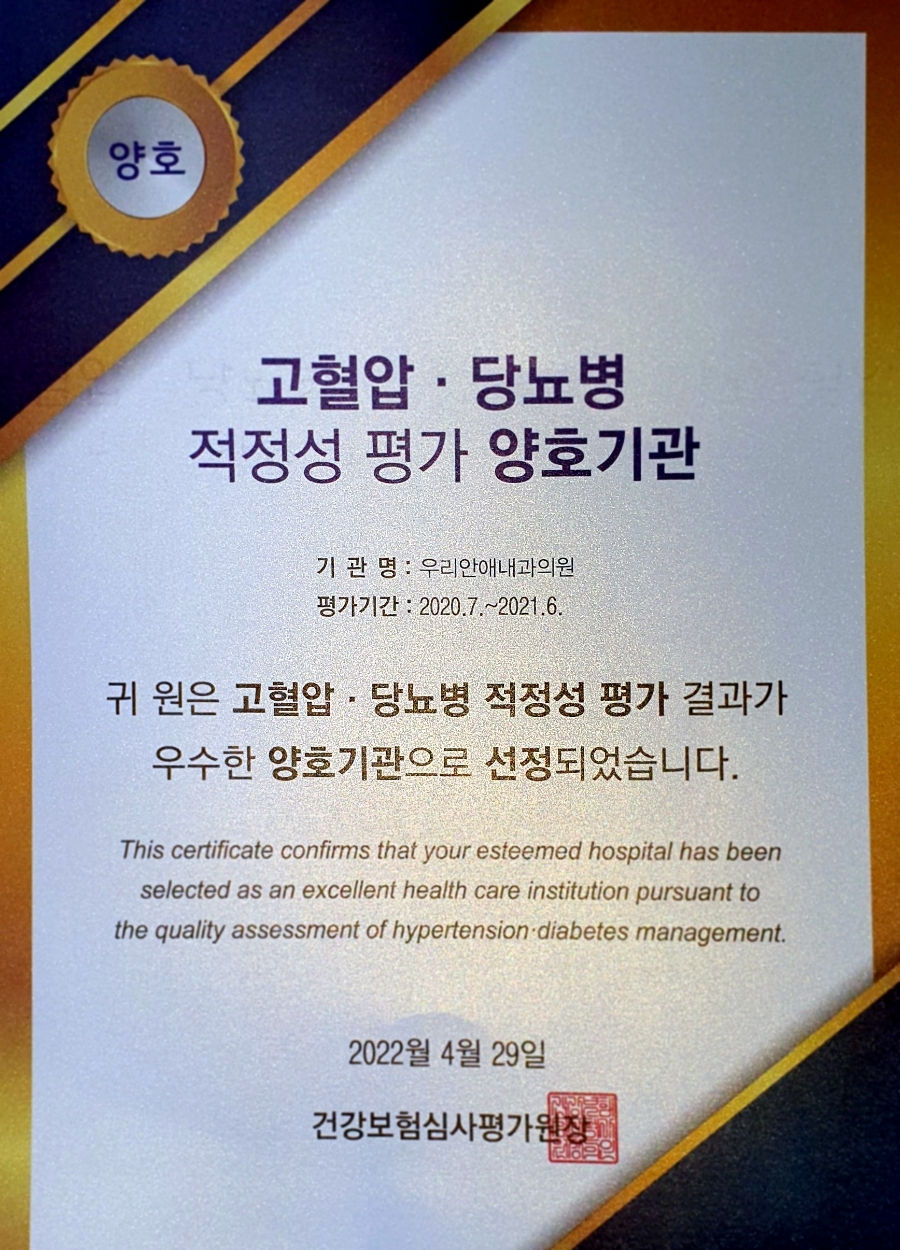 양호
고혈압 · 당뇨병
적정성 평가 양호기관
기 관 명 : 우리안애내과의원
평가기간 : 2020.7.~2021.6.
귀 원은 고혈압 · 당뇨병 적정성 평가 결과가
우수한 양호기관으로 선정되었습니다.
This certificate confirms that your esteemed hospital has been
selected as an excellent health care institution pursuant to
the quality assessment of hypertension·diabetes management.
2022월 4월 29일
건강보험심사평가원장